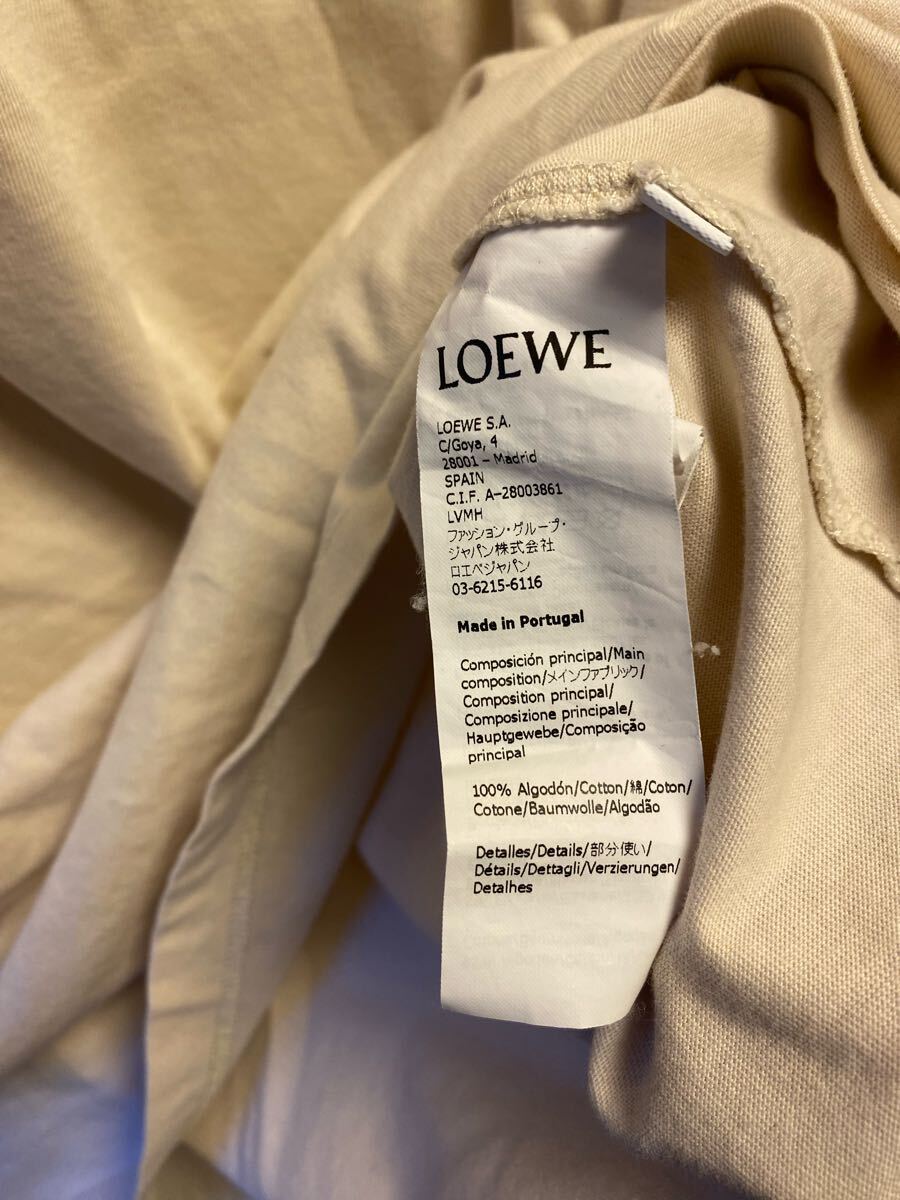 LOEWE
LOEWE S.A.
C/Goya, 4
28001 – Madrid
SPAIN
C.I.F. A–28003861
LVMH
ファッション・グループ・
ジャパン株式会社
ロエベジャパン
03-6215-6116
Made in Portugal
Composición principal/Main
composition/メインファブリック/
Composition principal/
Composizione principale/
Hauptgewebe/Composição
principal
100% Algodón/Cotton/綿/Coton/
Cotone/Baumwolle/Algodão
Detalles/Details/部分使い/
Détails/Dettagli/Verzierungen/
Detalhes